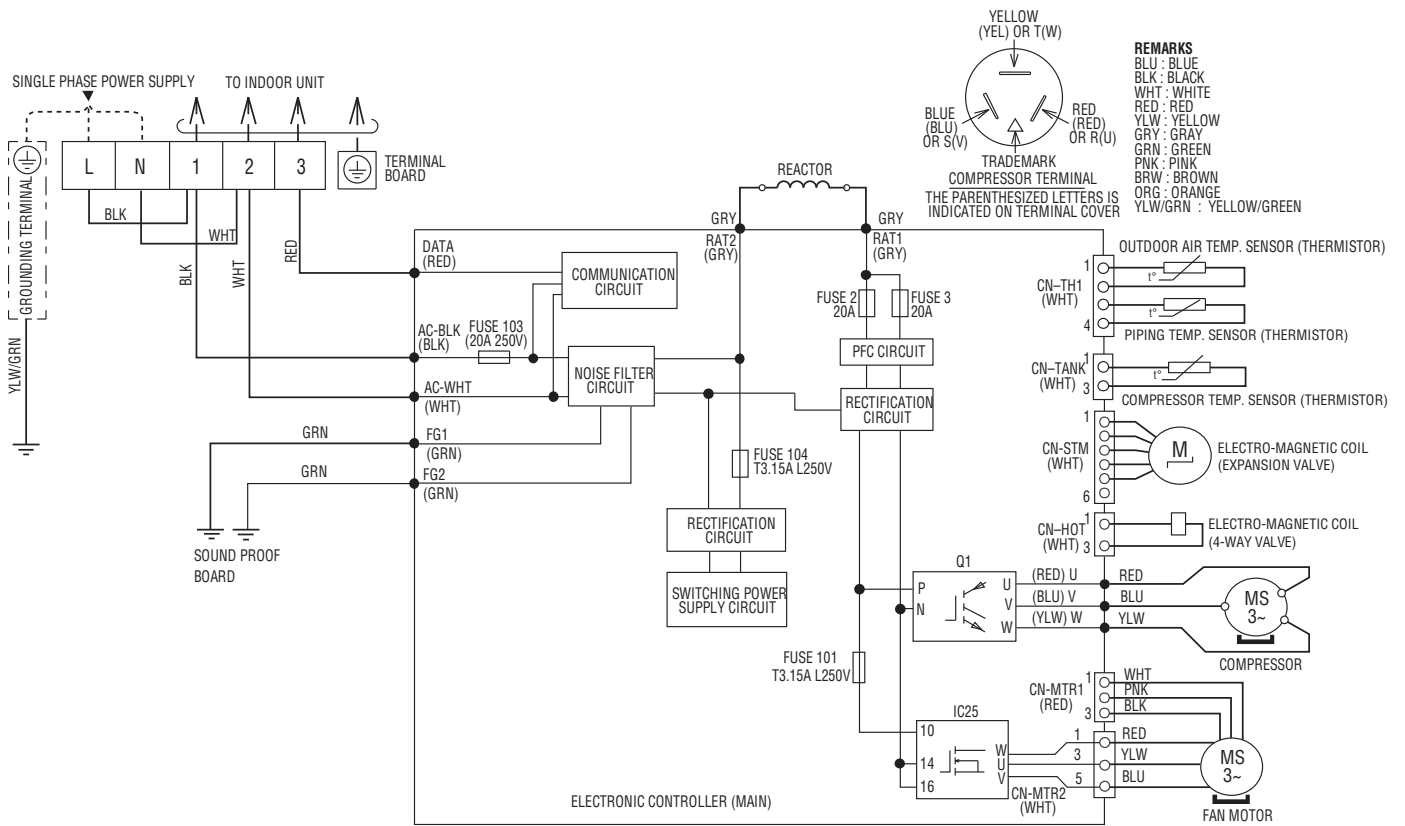 YELLOW
(YEL) OR T(W)
BLUE
(BLU)
OR S(V)
RED
(RED)
OR R(U)
TRADEMARK
COMPRESSOR TERMINAL
THE PARENTHESIZED LETTERS IS
INDICATED ON TERMINAL COVER
REMARKS
BLU : BLUE
BLK : BLACK
WHT : WHITE
RED : RED
YLW : YELLOW
GRY : GRAY
GRN : GREEN
PNK : PINK
BRW : BROWN
ORG : ORANGE
YLW/GRN : YELLOW/GREEN
SINGLE PHASE POWER SUPPLY
TO INDOOR UNIT
L
N
1
2
3
TERMINAL
BOARD
GROUNDING TERMINAL
YLW/GRN
BLK
WHT
BLK
WHT
RED
REACTOR
GRY
GRY
RAT2
(GRY)
RAT1
(GRY)
DATA
(RED)
COMMUNICATION
CIRCUIT
AC-BLK
(BLK)
FUSE 103
(20A 250V)
NOISE FILTER
CIRCUIT
AC-WHT
(WHT)
FG1
(GRN)
FG2
(GRN)
GRN
GRN
SOUND PROOF
BOARD
FUSE 2
20A
FUSE 3
20A
PFC CIRCUIT
RECTIFICATION
CIRCUIT
FUSE 104
T3.15A L250V
RECTIFICATION
CIRCUIT
SWITCHING POWER
SUPPLY CIRCUIT
FUSE 101
T3.15A L250V
Q1
P
N
U
V
W
(RED) U
(BLU) V
(YLW) W
RED
BLU
YLW
MS
3~
COMPRESSOR
IC25
10
14
16
W
U
V
1
3
5
CN-MTR2
(WHT)
CN-MTR1
(RED)
1
3
WHT
PNK
BLK
RED
YLW
BLU
MS
3~
FAN MOTOR
OUTDOOR AIR TEMP. SENSOR (THERMISTOR)
CN–TH1
(WHT)
1
4
t°
t°
PIPING TEMP. SENSOR (THERMISTOR)
CN–TANK
(WHT)
1
3
t°
COMPRESSOR TEMP. SENSOR (THERMISTOR)
CN-STM
(WHT)
1
6
M
ELECTRO-MAGNETIC COIL
(EXPANSION VALVE)
CN–HOT
(WHT)
1
3
ELECTRO-MAGNETIC COIL
(4-WAY VALVE)
ELECTRONIC CONTROLLER (MAIN)